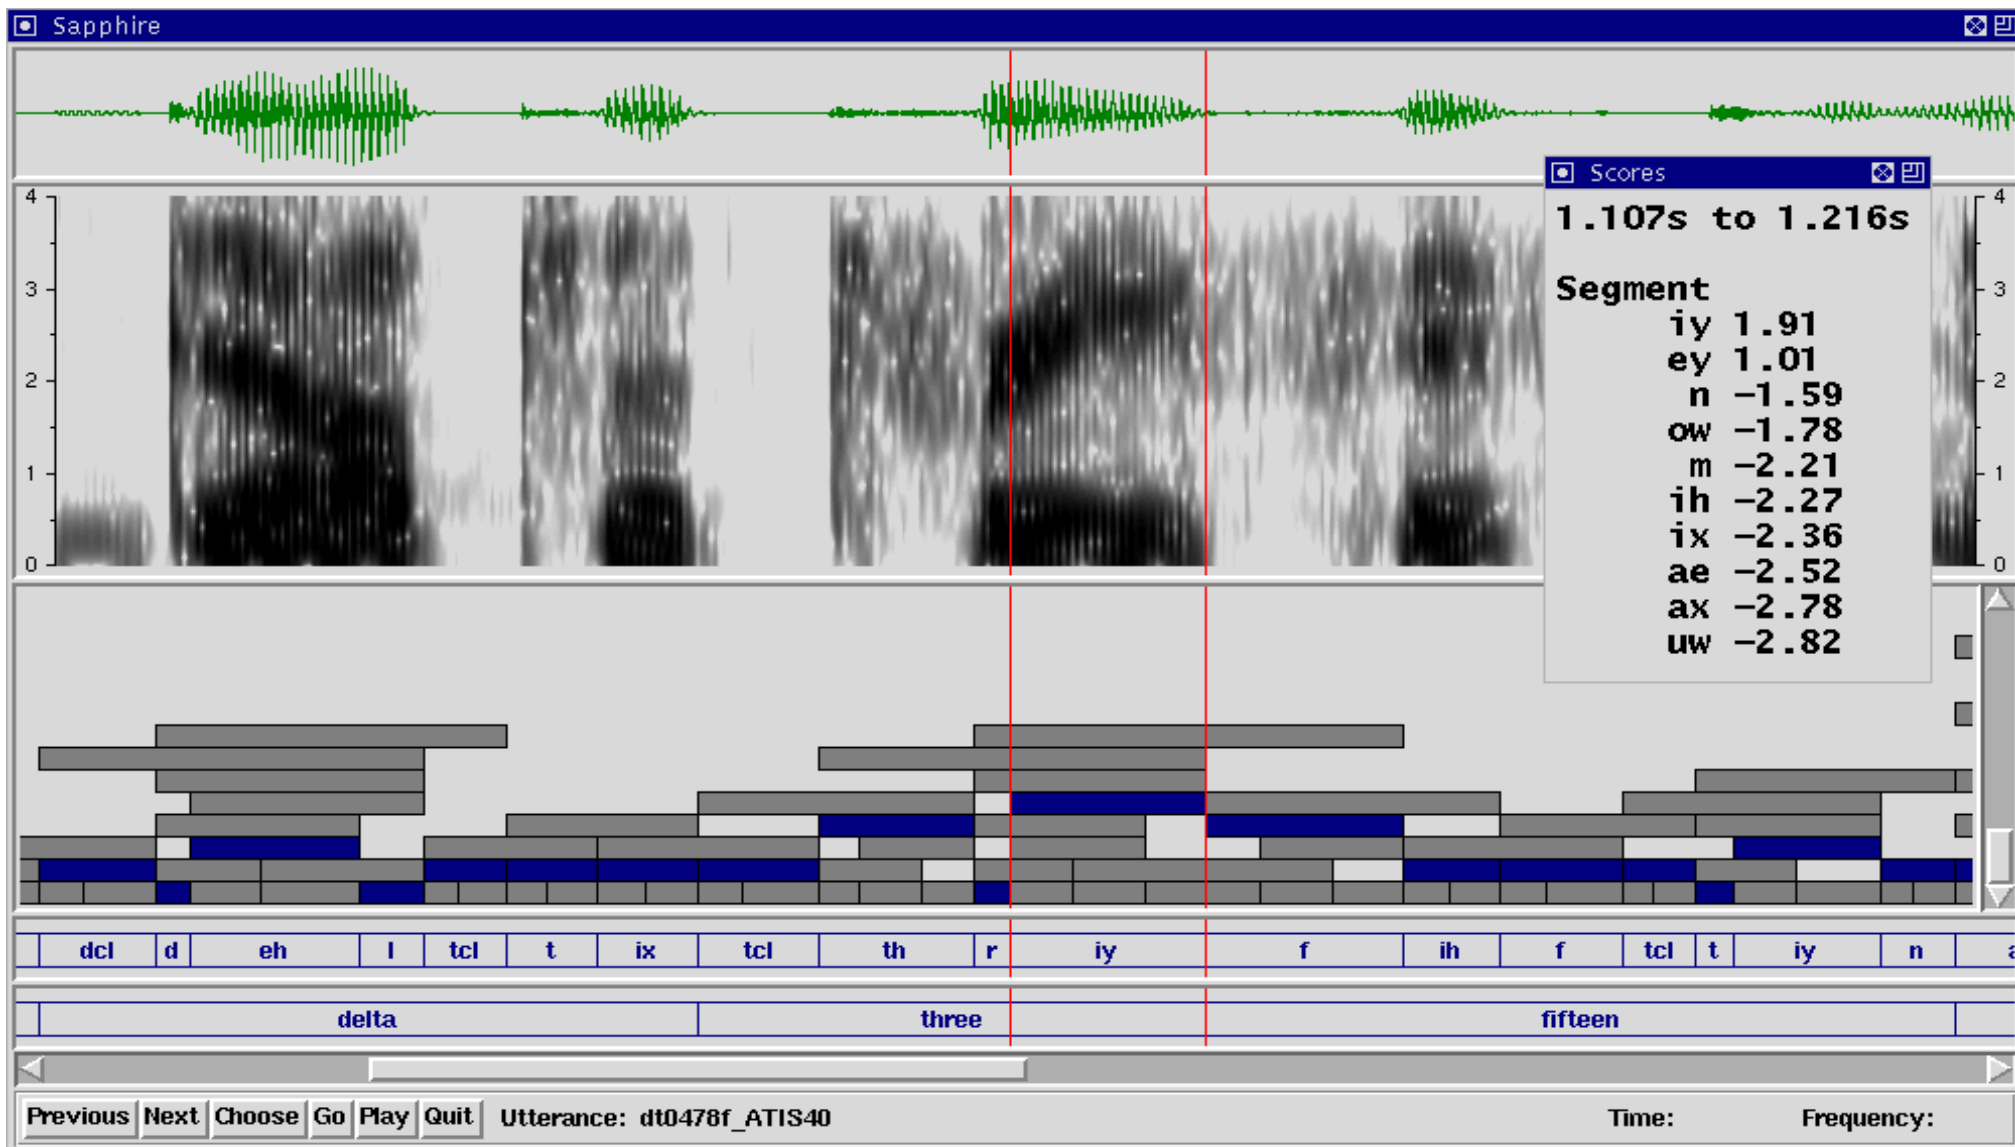 Sapphire
Scores
1.107s to 1.216s
Segment
iy 1.91
ey 1.01
n -1.59
ow -1.78
m -2.21
ih -2.27
ix -2.36
ae -2.52
ax -2.78
uw -2.82
4 4
3 3
2 2
1 1
0 0
dcl d eh l tcl t ix tcl th r iy f ih f tcl t iy n
delta three fifteen
Previous Next Choose Go Play Quit Utterance: dt0478f_ATIS40 Time: Frequency: